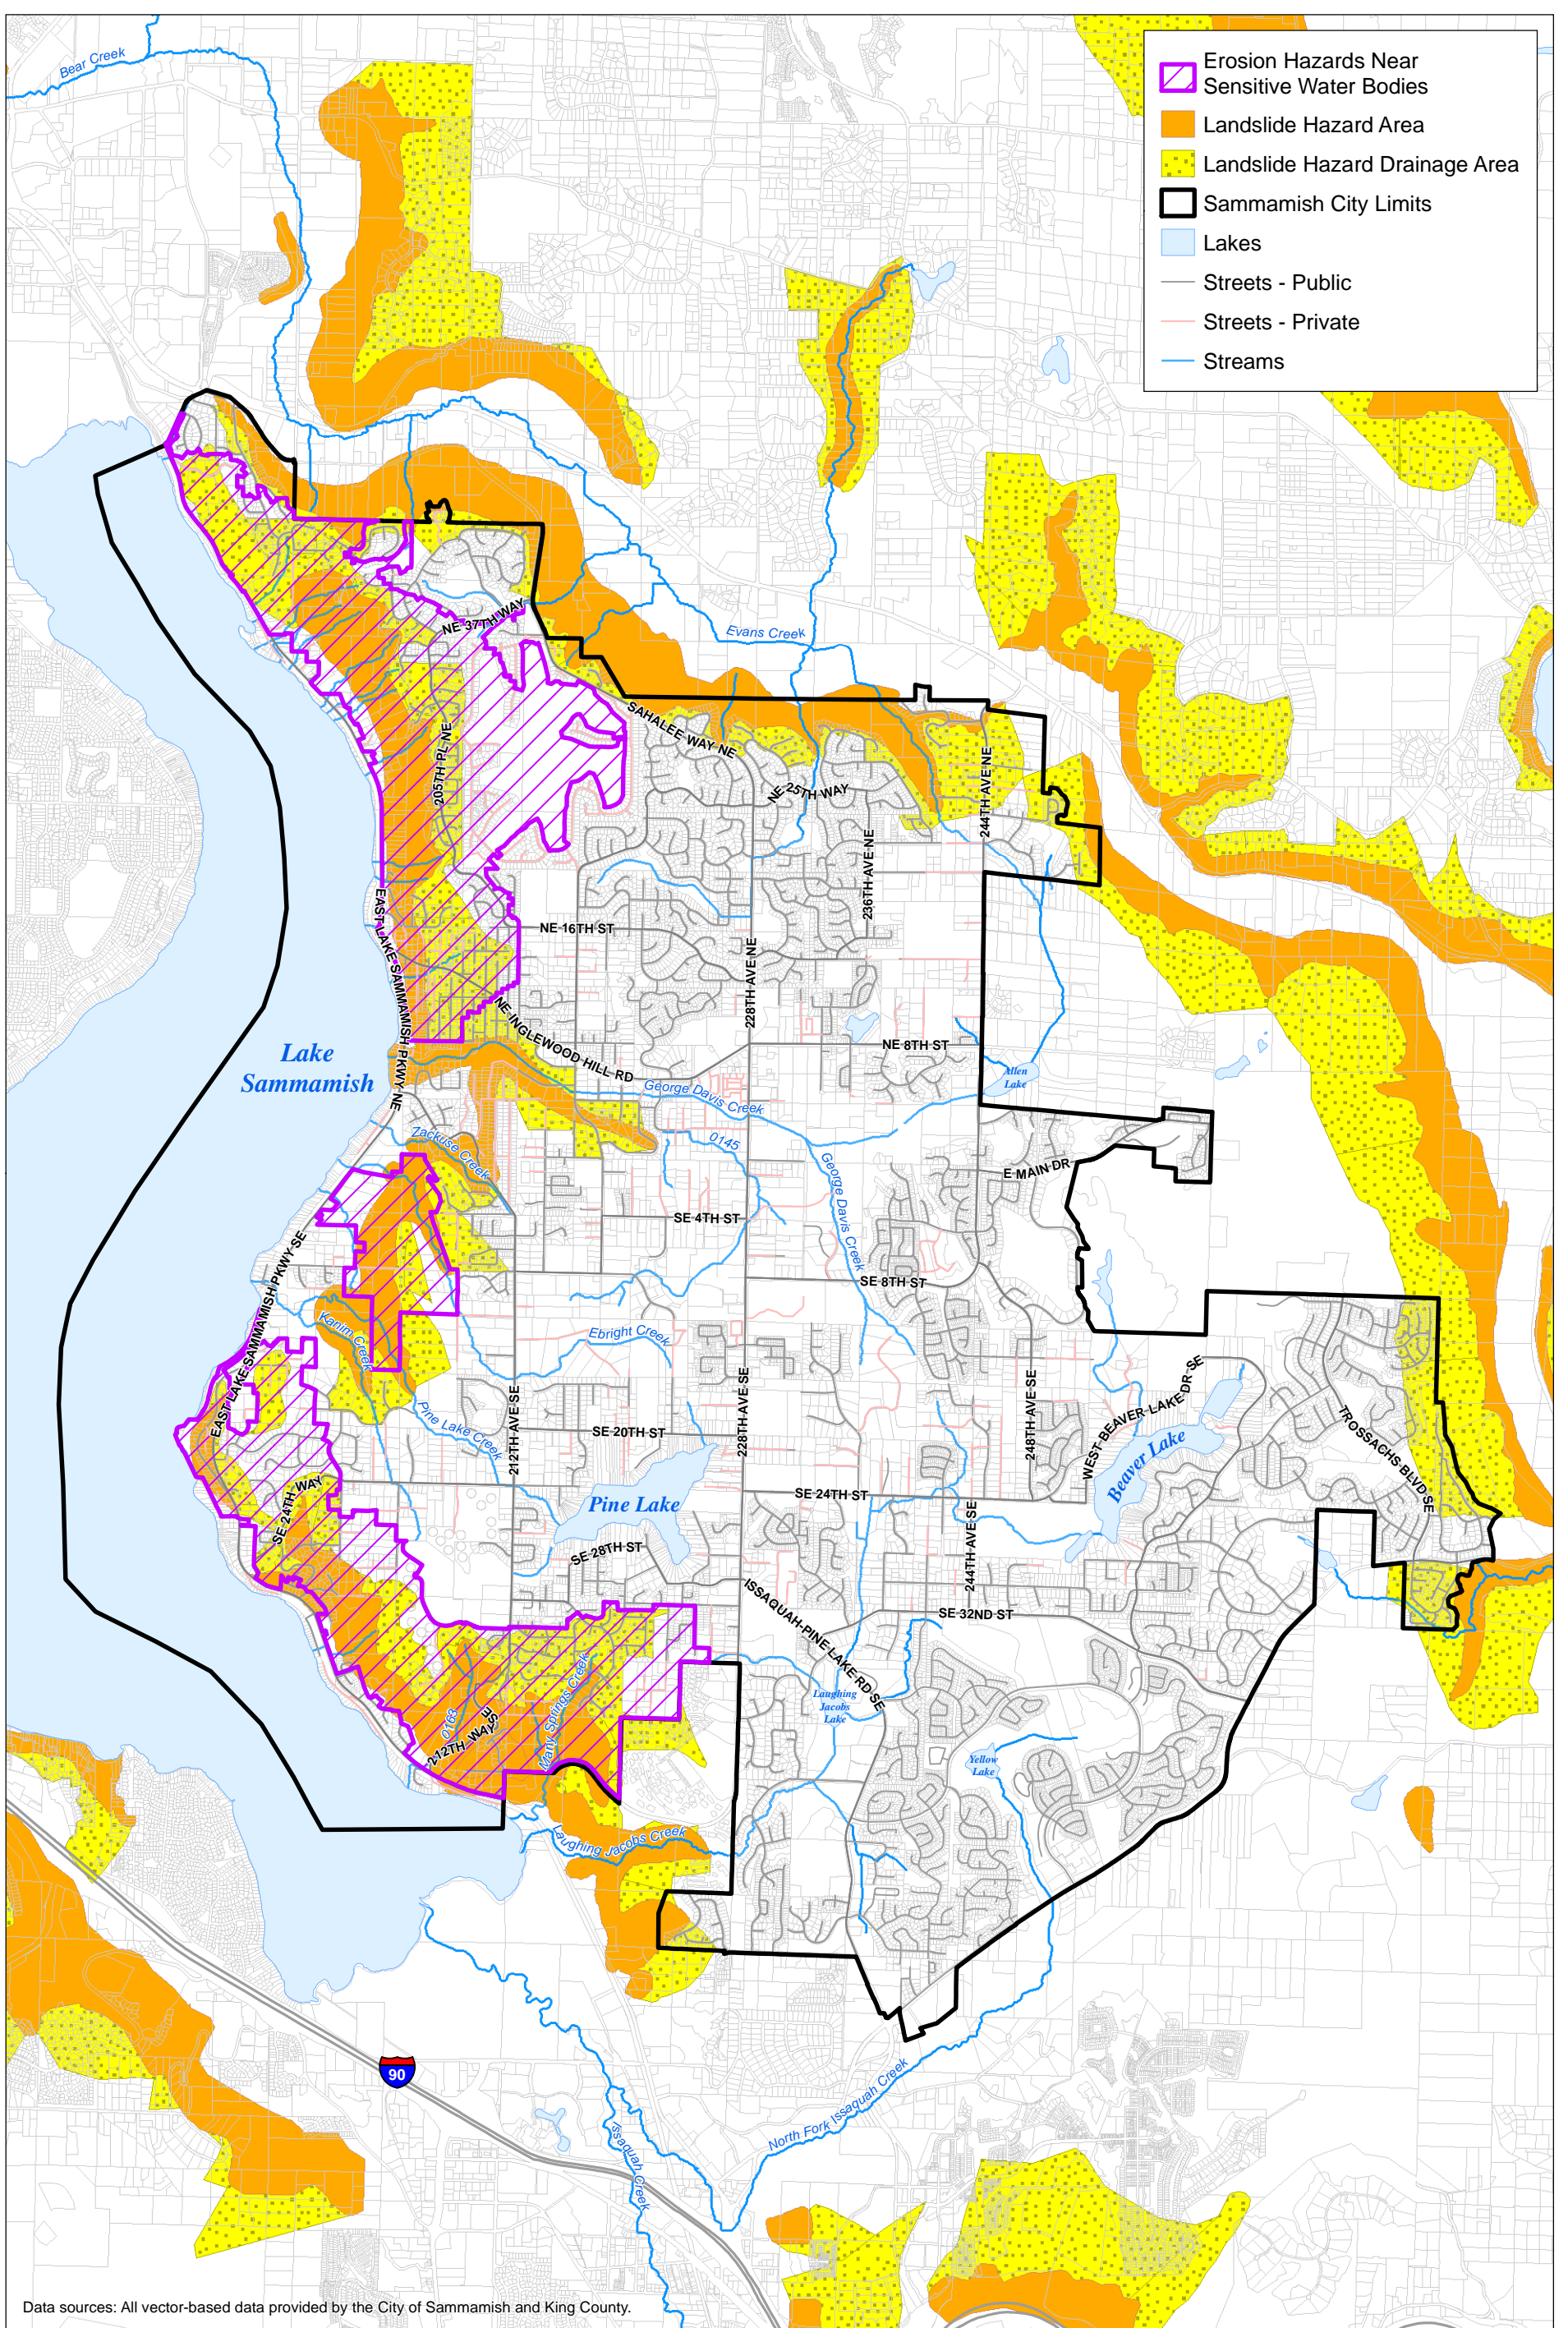 Bear Creek
Erosion Hazards Near
Sensitive Water Bodies
Landslide Hazard Area
Landslide Hazard Drainage Area
Sammamish City Limits
Lakes
Streets - Public
Streets - Private
Streams
NE 37TH WAY
Evans Creek
SAHALEE WAY NE
205TH PL NE
NE 25TH WAY
244TH AVE NE
236TH AVE NE
EAST LAKE SAMMAMISH PKWY NE
NE 16TH ST
228TH AVE NE
NE INGLEWOOD HILL RD
NE 8TH ST
Lake
Sammamish
Allen
Lake
George Davis Creek
Zackuse Creek
0145
George Davis Creek
E MAIN DR
SE 4TH ST
EAST LAKE SAMMAMISH PKWY SE
SE 8TH ST
Kanim Creek
Ebright Creek
228TH AVE SE
212TH AVE SE
248TH AVE SE
WEST BEAVER LAKE DR SE
Pine Lake Creek
SE 20TH ST
TROSSACHS BLVD SE
Beaver Lake
SE 24TH WAY
Pine Lake
SE 24TH ST
244TH AVE SE
SE 28TH ST
ISSAQUAH-PINE LAKE RD SE
SE 32ND ST
0163
212TH WAY
SE
Many Springs Creek
Laughing
Jacobs
Lake
Yellow
Lake
Laughing Jacobs Creek
90
North Fork Issaquah Creek
Issaquah Creek
Data sources: All vector-based data provided by the City of Sammamish and King County.